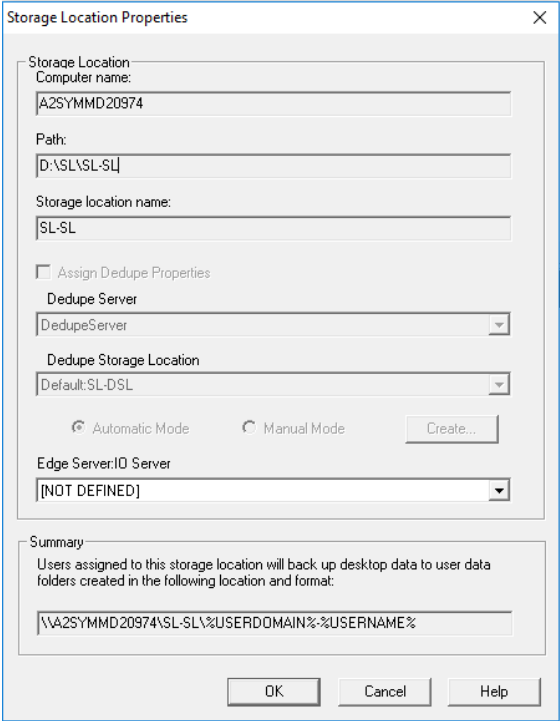 Storage Location Properties
Storage Location
Computer name:
A2SYMMD20974
Path:
D:\SL\SL-SL
Storage location name:
SL-SL
Assign Dedupe Properties
Dedupe Server
DedupeServer
Dedupe Storage Location
Default:SL-DSL
Automatic Mode Manual Mode Create...
Edge Server:IO Server
[NOT DEFINED]
Summary
Users assigned to this storage location will back up desktop data to user data
folders created in the following location and format:
\\A2SYMMD20974\SL-SL\%USERDOMAIN%-%USERNAME%
OK Cancel Help